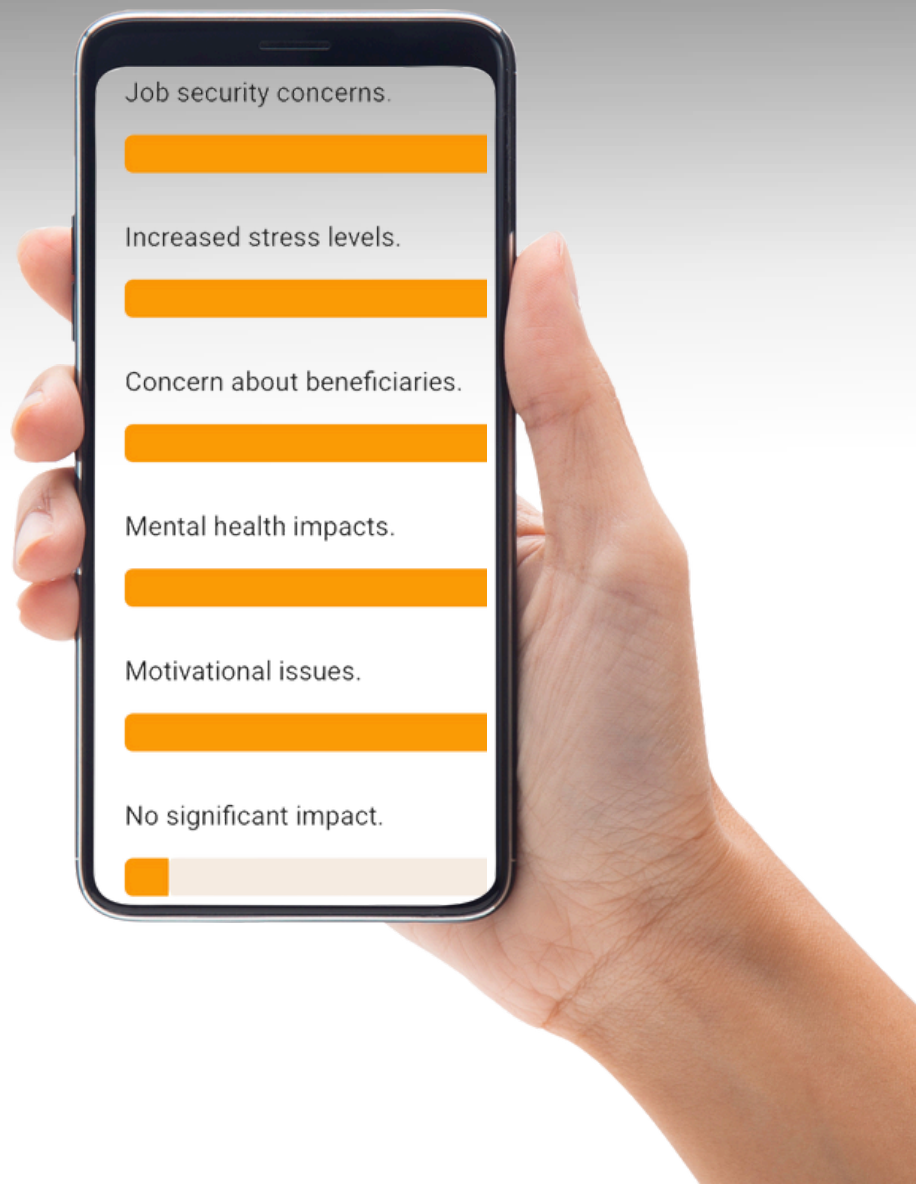 Job security concerns.
Increased stress levels.
Concern about beneficiaries.
Mental health impacts.
Motivational issues.
No significant impact.